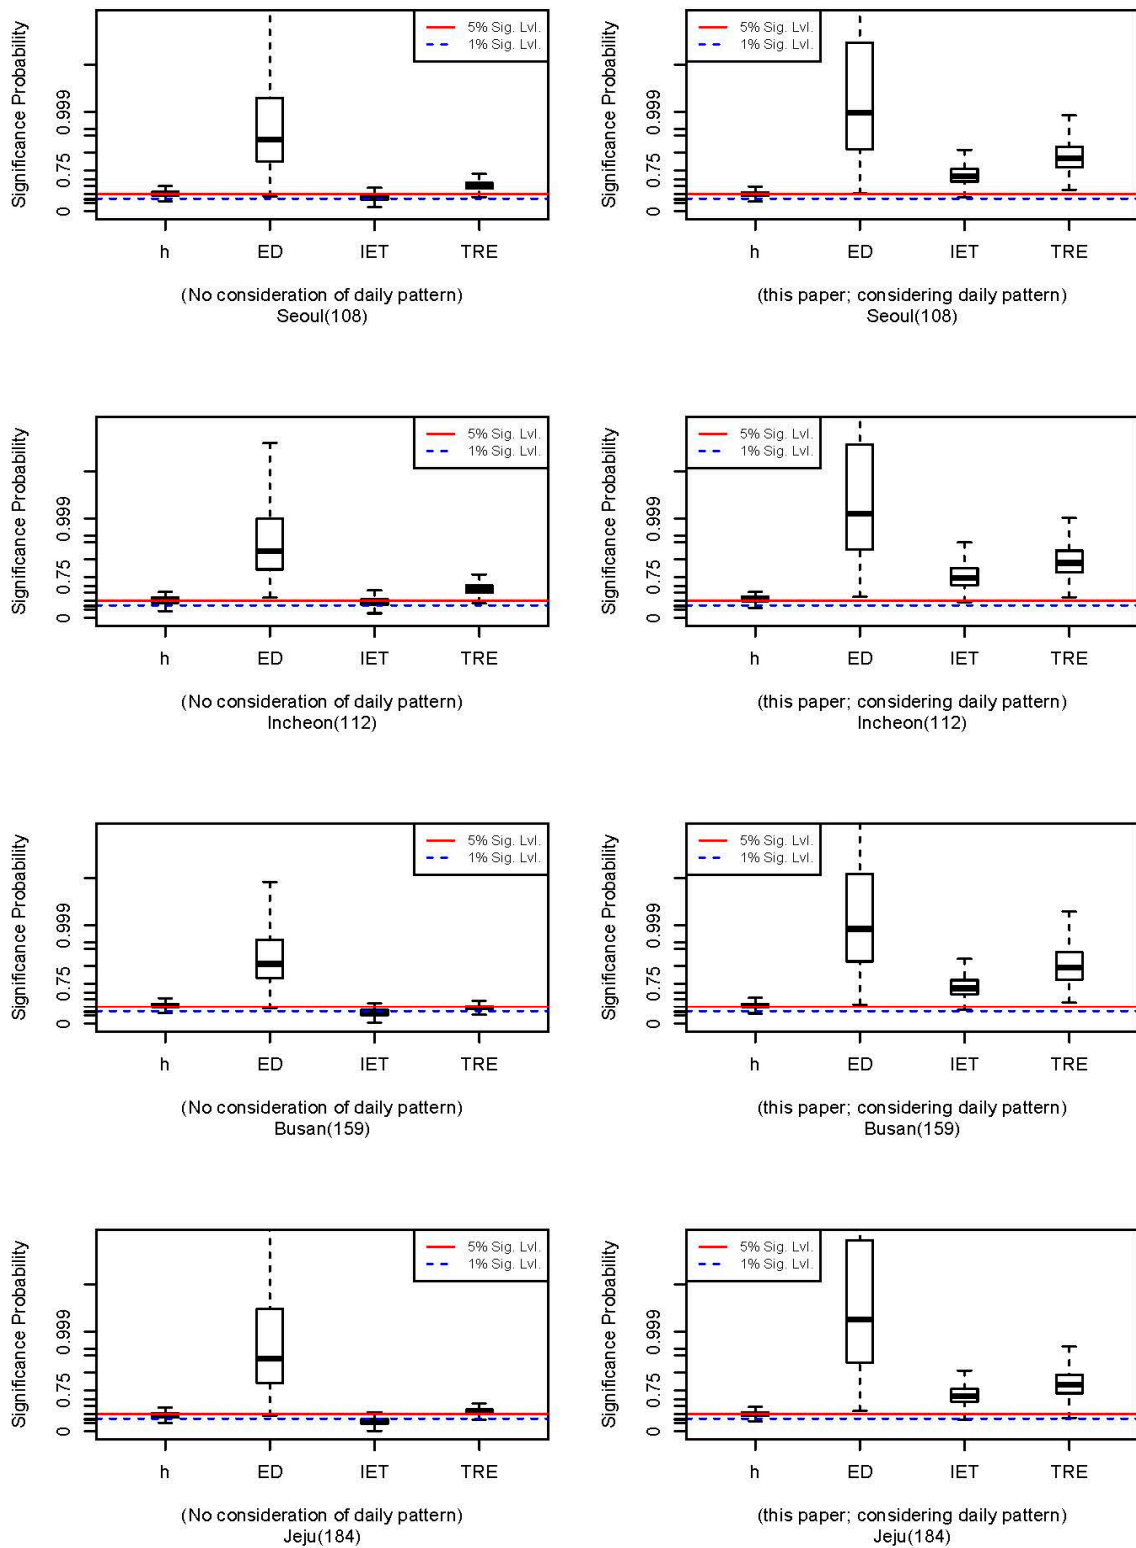 Significance Probability
0.999
0.75
0
5% Sig. Lvl.
1% Sig. Lvl.
h ED IET TRE
(No consideration of daily pattern)
Seoul(108)
Significance Probability
0.999
0.75
0
5% Sig. Lvl.
1% Sig. Lvl.
h ED IET TRE
(this paper; considering daily pattern)
Seoul(108)
Significance Probability
0.999
0.75
0
5% Sig. Lvl.
1% Sig. Lvl.
h ED IET TRE
(No consideration of daily pattern)
Incheon(112)
Significance Probability
0.999
0.75
0
5% Sig. Lvl.
1% Sig. Lvl.
h ED IET TRE
(this paper; considering daily pattern)
Incheon(112)
Significance Probability
0.999
0.75
0
5% Sig. Lvl.
1% Sig. Lvl.
h ED IET TRE
(No consideration of daily pattern)
Busan(159)
Significance Probability
0.999
0.75
0
5% Sig. Lvl.
1% Sig. Lvl.
h ED IET TRE
(this paper; considering daily pattern)
Busan(159)
Significance Probability
0.999
0.75
0
5% Sig. Lvl.
1% Sig. Lvl.
h ED IET TRE
(No consideration of daily pattern)
Jeju(184)
Significance Probability
0.999
0.75
0
5% Sig. Lvl.
1% Sig. Lvl.
h ED IET TRE
(this paper; considering daily pattern)
Jeju(184)